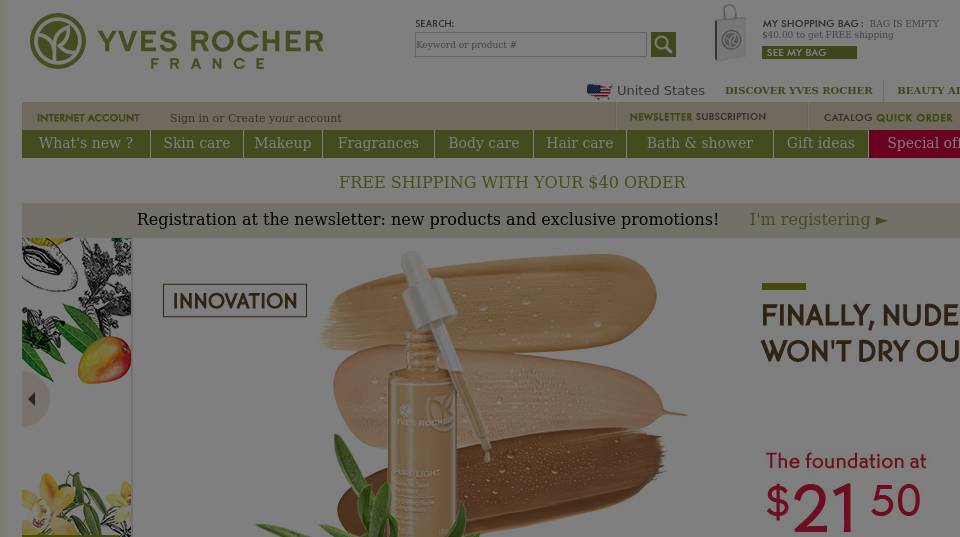 YVES ROCHER
FRANCE
SEARCH:
Keyword or product #
MY SHOPPING BAG : BAG IS EMPTY
$40.00 to get FREE shipping
SEE MY BAG
United States
DISCOVER YVES ROCHER
BEAUTY
INTERNET ACCOUNT
Sign in or Create your account
NEWSLETTER SUBSCRIPTION
CATALOG QUICK ORDER
What's new ?
Skin care
Makeup
Fragrances
Body care
Hair care
Bath & shower
Gift ideas
Special
FREE SHIPPING WITH YOUR $40 ORDER
Registration at the newsletter: new products and exclusive promotions!
I'm registering ►
INNOVATION
FINALLY, NUDE
WON'T DRY
YVES ROCHER
The foundation at
$21 50